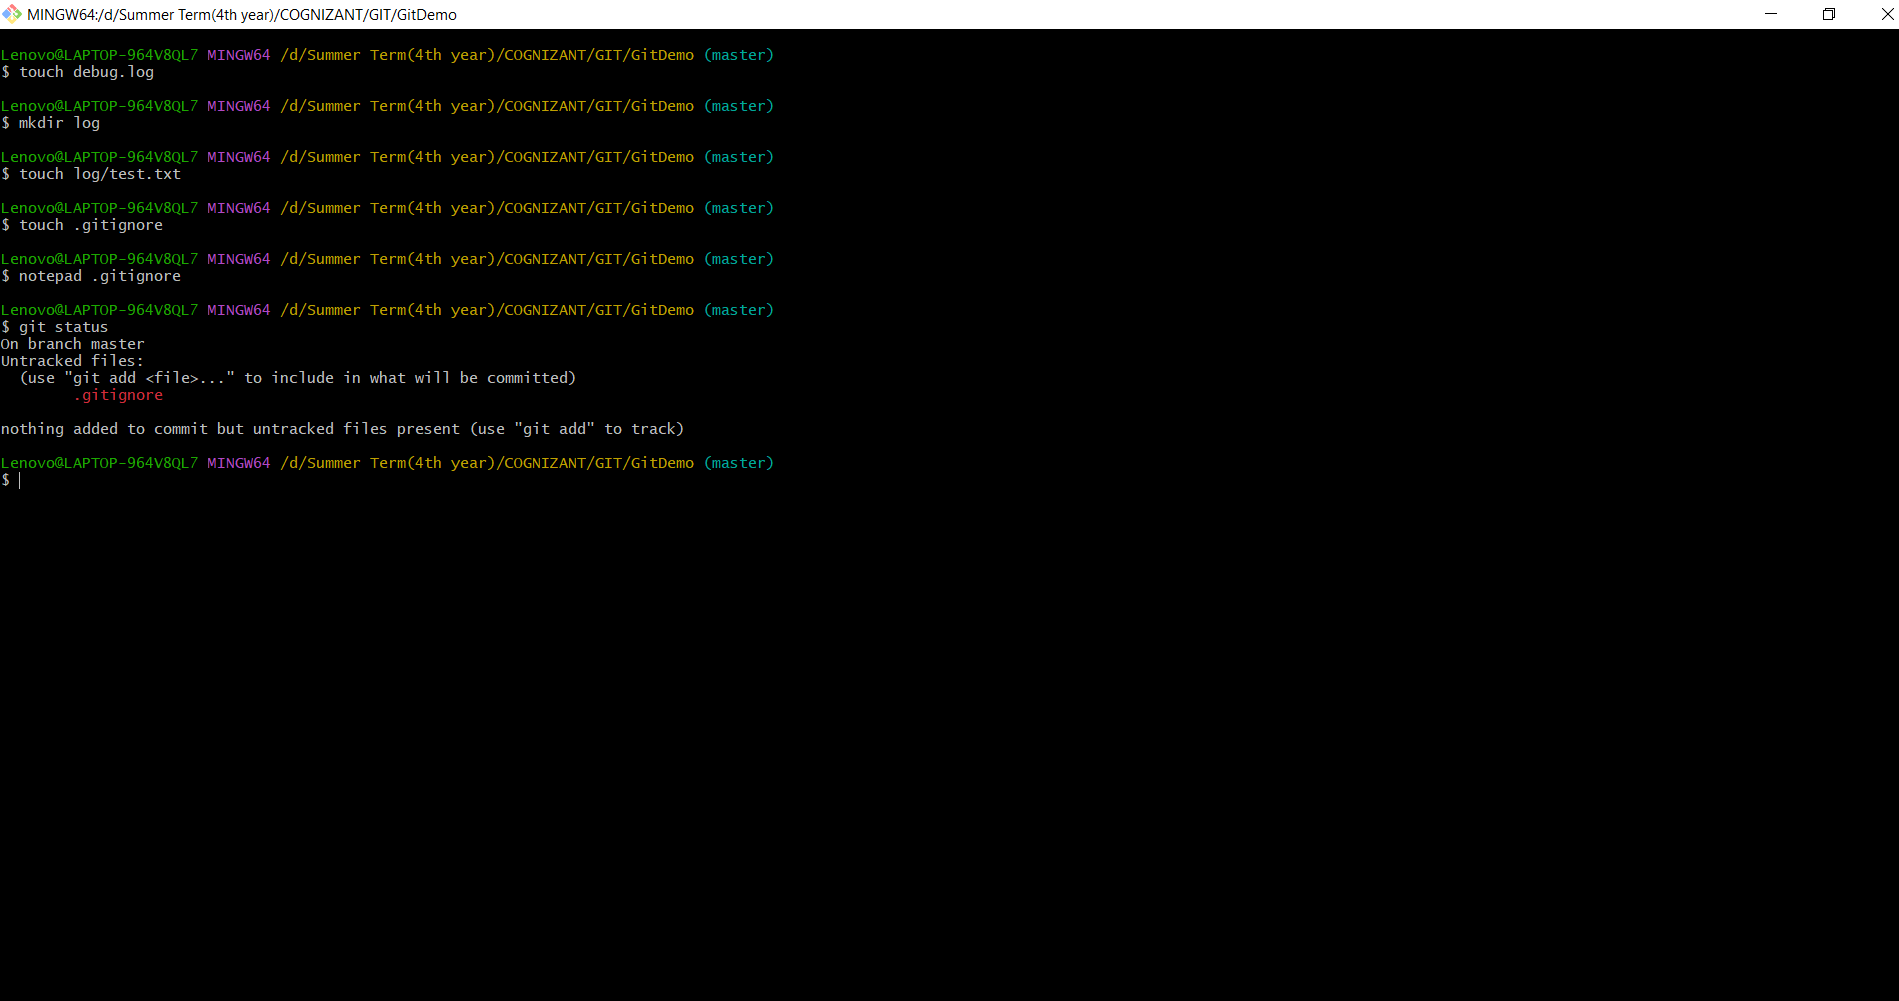 MINGW64:/d/Summer Term(4th year)/COGNIZANT/GIT/GitDemo
Lenovo@LAPTOP-964V8QL7 MINGW64 /d/Summer Term(4th year)/COGNIZANT/GIT/GitDemo (master)
$ touch debug.log
Lenovo@LAPTOP-964V8QL7 MINGW64 /d/Summer Term(4th year)/COGNIZANT/GIT/GitDemo (master)
$ mkdir log
Lenovo@LAPTOP-964V8QL7 MINGW64 /d/Summer Term(4th year)/COGNIZANT/GIT/GitDemo (master)
$ touch log/test.txt
Lenovo@LAPTOP-964V8QL7 MINGW64 /d/Summer Term(4th year)/COGNIZANT/GIT/GitDemo (master)
$ touch .gitignore
Lenovo@LAPTOP-964V8QL7 MINGW64 /d/Summer Term(4th year)/COGNIZANT/GIT/GitDemo (master)
$ notepad .gitignore
Lenovo@LAPTOP-964V8QL7 MINGW64 /d/Summer Term(4th year)/COGNIZANT/GIT/GitDemo (master)
$ git status
On branch master
Untracked files:
  (use "git add <file>..." to include in what will be committed)
        .gitignore
nothing added to commit but untracked files present (use "git add" to track)
Lenovo@LAPTOP-964V8QL7 MINGW64 /d/Summer Term(4th year)/COGNIZANT/GIT/GitDemo (master)
$